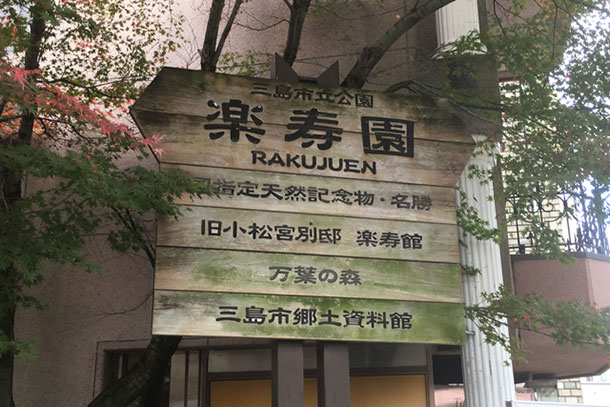 三島市立公園
楽寿園
RAKUJUEN
国指定天然記念物・名勝
旧小松宮別邸 楽寿館
万葉の森
三島市郷土資料館